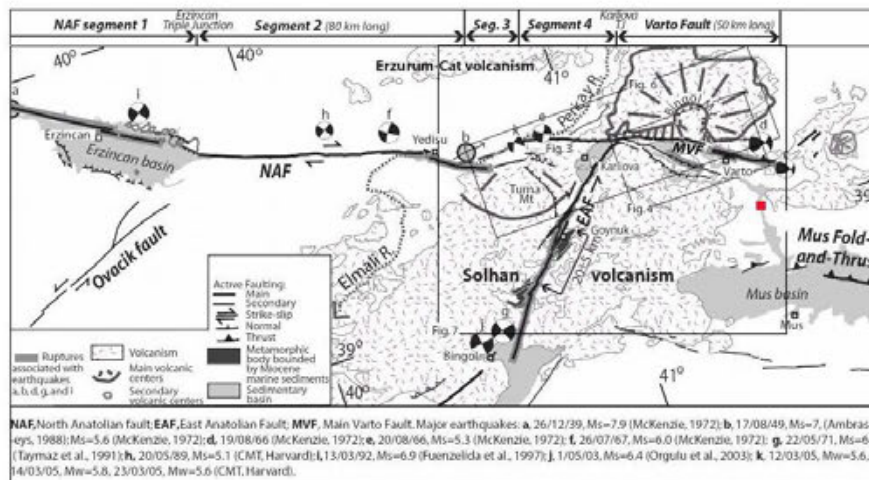 NAF segment 1
Erzincan
Triple Junction
Segment 2 (80 km long)
Seg. 3
Segment 4
Karliova
TJ
Varto Fault (50 km long)
40°
40°
41°
Erzurum-Cat volcanism
Perisay R.
Fig. 6
Bingol Mt
a
i
h
f
Yedisu
b
k
e
d
Erzincan
Erzincan basin
NAF
Fig. 3
Karliova
MVF
Varto
Turna
Mt
EAF
Fig. 4
39°
Goynuk
Ovacik fault
Elmali R.
20-25 km
Solhan
volcanism
Mus Fold-
and-Thrust
Mus basin
Mus
g
j
Fig. 7
Bingol
39°
40°
41°
Active Faulting:
Main
Secondary
Strike-slip
Normal
Thrust
Metamorphic
body bounded
by Miocene
marine sediments
Sedimentary
basin
Ruptures
associated with
earthquakes
a, b, d, g, and i
Volcanism
Main volcanic
centers
Secondary
volcanic centers
NAF,North Anatolian fault;EAF,East Anatolian Fault; MVF, Main Varto Fault. Major earthquakes: a, 26/12/39, Ms=7.9 (McKenzie, 1972); b, 17/08/49, Ms=7, (Ambras
-eys, 1988); Ms=5.6 (McKenzie, 1972); d, 19/08/66 (McKenzie, 1972); e, 20/08/66, Ms=5.3 (McKenzie, 1972); f, 26/07/67, Ms=6.0 (McKenzie, 1972); g, 22/05/71, Ms=6
(Taymaz et al., 1991); h, 20/05/89, Ms=5.1 (CMT, Harvard); i,13/03/92, Ms=6.9 (Fuenzelida et al., 1997); j, 1/05/03, Ms=6.4 (Orgulu et al., 2003); k, 12/03/05, Mw=5.6,
14/03/05, Mw=5.8, 23/03/05, Mw=5.6 (CMT, Harvard).